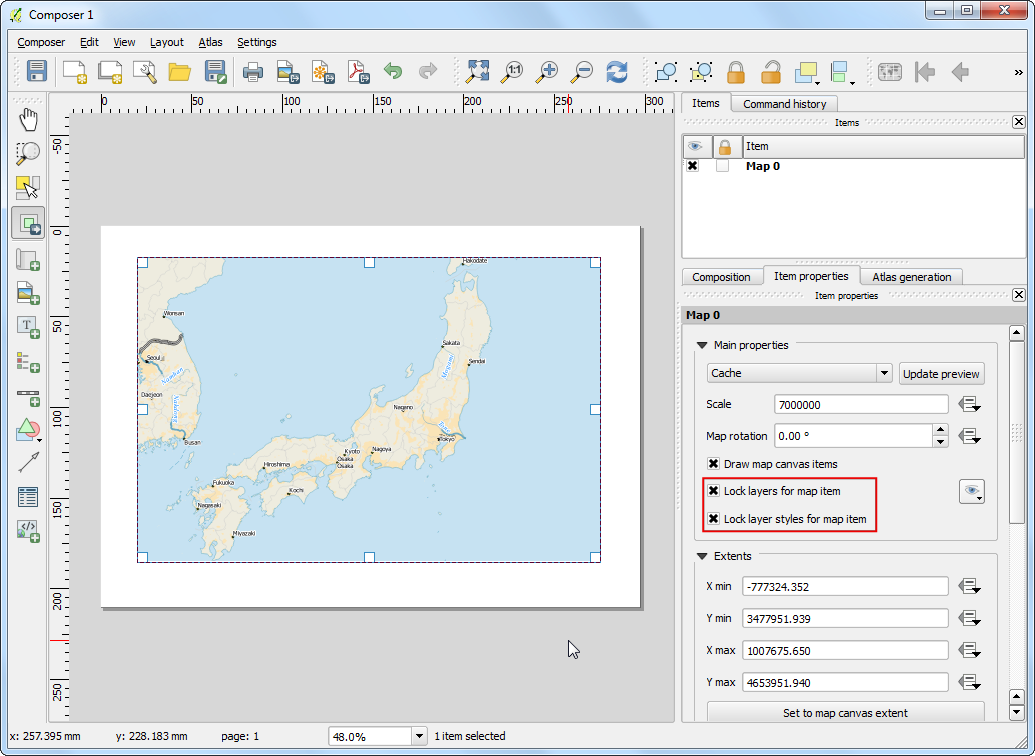 Composer 1
Composer Edit View Layout Atlas Settings
1:1
»
0 50 100 150 200 250 300
-50
0
50
100
150
200
250
Items Command history
Items
Item
Map 0
Composition Item properties Atlas generation
Item properties
Map 0
Main properties
Cache Update preview
Scale 7000000
Map rotation 0.00 °
Draw map canvas items
Lock layers for map item
Lock layer styles for map item
Extents
X min -777324.352
Y min 3477951.939
X max 1007675.650
Y max 4653951.940
Set to map canvas extent
Hakodate
Wonsan
Sakata
Seoul
Sendai
Mogami
Daejeon
Nagano
Tokyo
Busan
Kyoto
Nagoya
Osaka
Osaka
Hiroshima
Fukuoka
Kochi
Nagasaki
Miyazaki
x: 257.395 mm y: 228.183 mm page: 1 48.0% 1 item selected